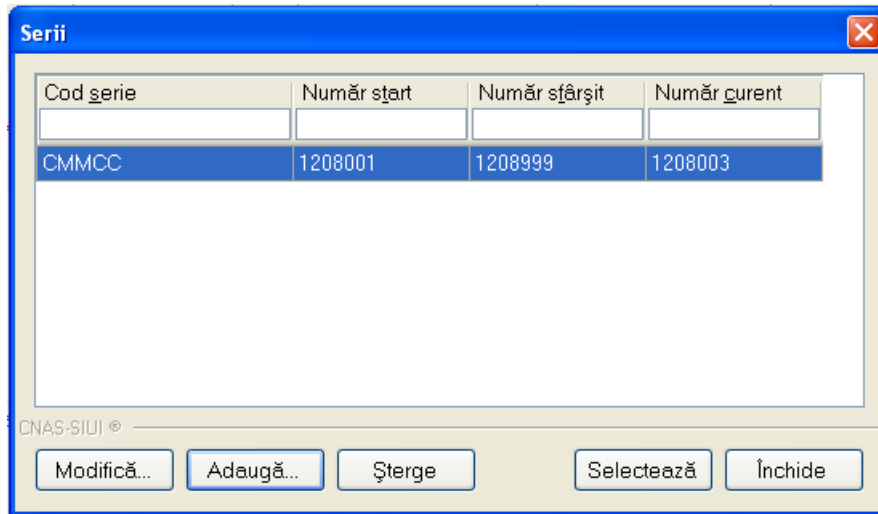 Serii
Cod serie Număr start Număr sfârşit Număr curent
CMMCC 1208001 1208999 1208003
CNAS-SIUI ®
Modifică... Adaugă... Şterge Selectează Închide